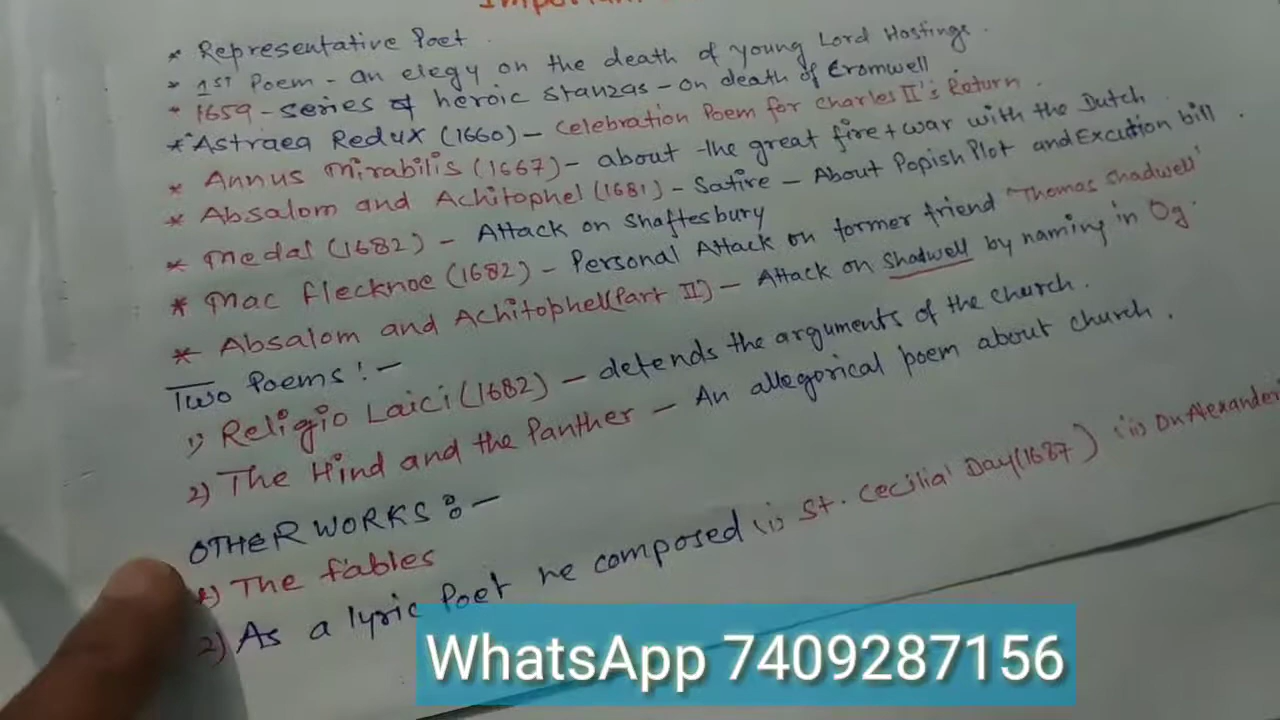 Important
* Representative Poet
* 1ST Poem - an elegy on the death of young Lord Hastings.
* 1659 - series of heroic stanzas - on death of Cromwell
* Astraea Redux (1660) - Celebration Poem for Charles II's Return.
* Annus Mirabilis (1667) - about the great fire + war with the Dutch
* Absalom and Achitophel (1681) - Satire - About Popish Plot and Excution bill.
* Medal (1682) - Attack on Shaftesbury
* Mac Flecknoe (1682) - Personal Attack on former friend 'Thomas Shadwell'
* Absalom and Achitophel (Part II) - Attack on Shadwell by naming in Og.
Two Poems :-
1) Religio Laici (1682) - defends the arguments of the church.
2) The Hind and the Panther - An allegorical poem about church.
OTHER WORKS :-
1) The fables
2) As a lyric Poet he composed (i) St. Cecilia' Day (1687) (ii) On Alexander
WhatsApp 7409287156